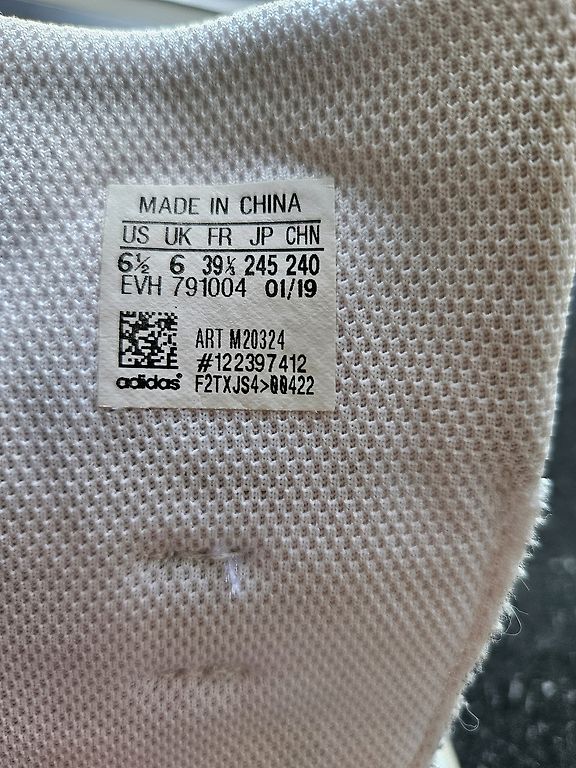 MADE IN CHINA
US UK FR JP CHN
6½ 6 39⅓ 245 240
EVH 791004 01/19
ART M20324
#122397412
adidas® F2TXJS4>00422